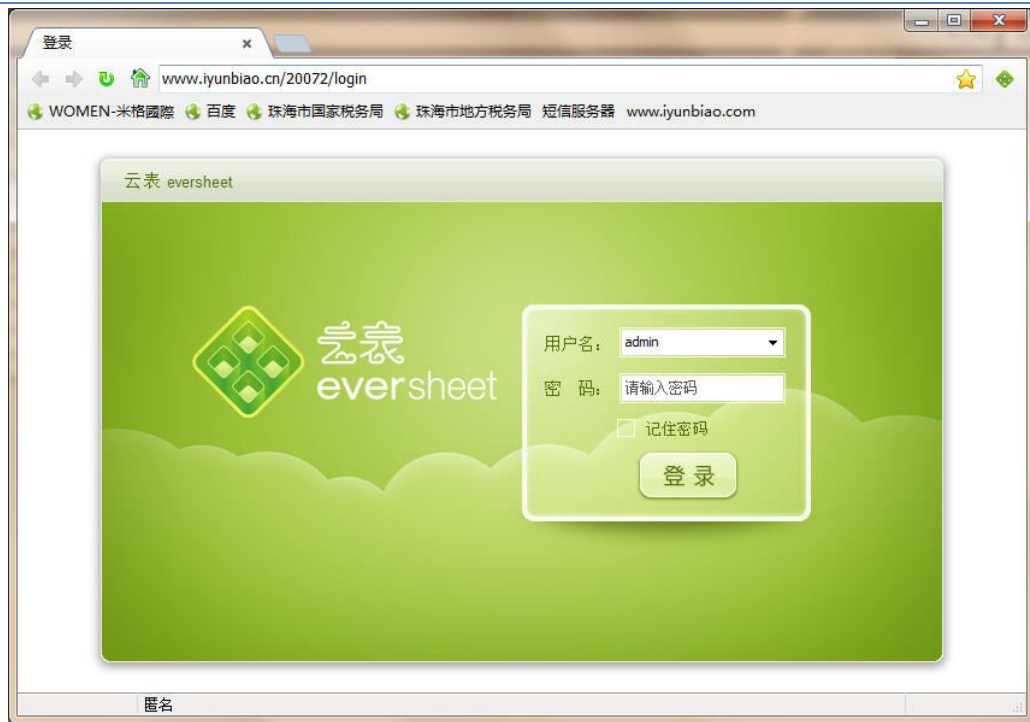 登录
www.iyunbiao.cn/20072/login
WOMEN-米格國際 百度 珠海市国家税务局 珠海市地方税务局 短信服务器 www.iyunbiao.com
云表 eversheet
云表
eversheet
用户名： admin
密 码： 请输入密码
记住密码
登 录
匿名